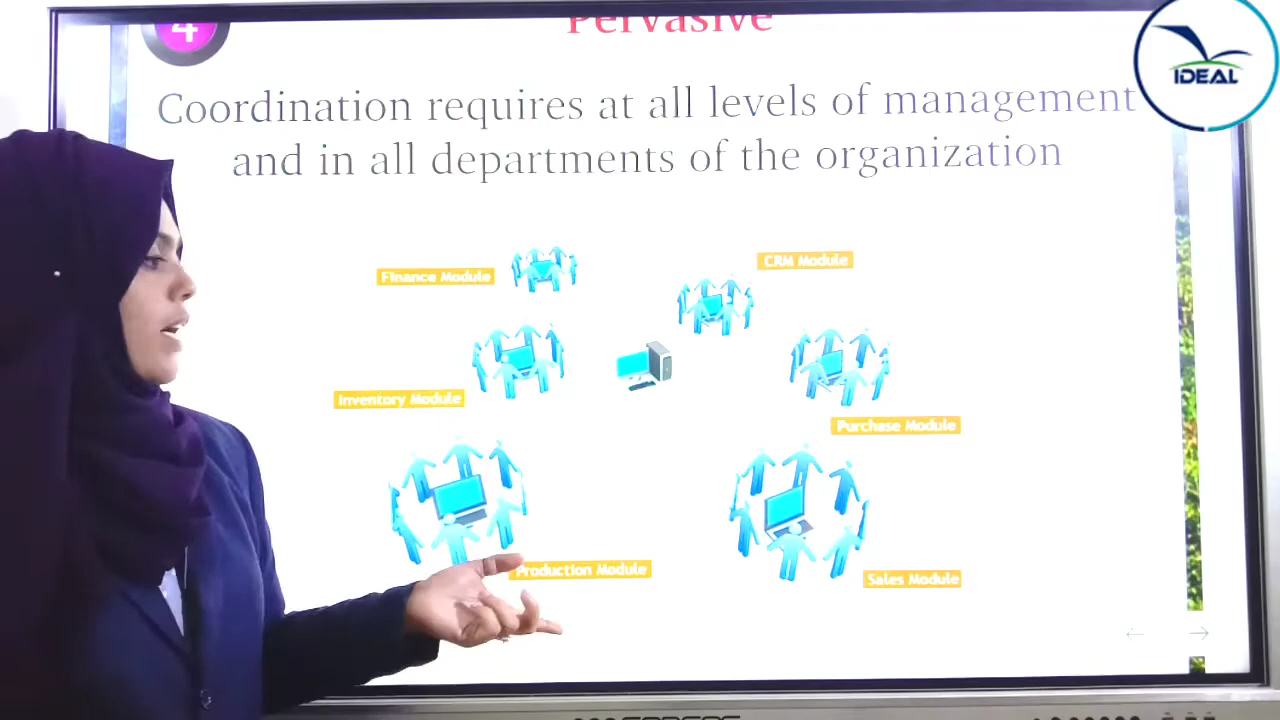 4
Pervasive
IDEAL
Coordination requires at all levels of management
and in all departments of the organization
Finance Module
CRM Module
Inventory Module
Purchase Module
Production Module
Sales Module